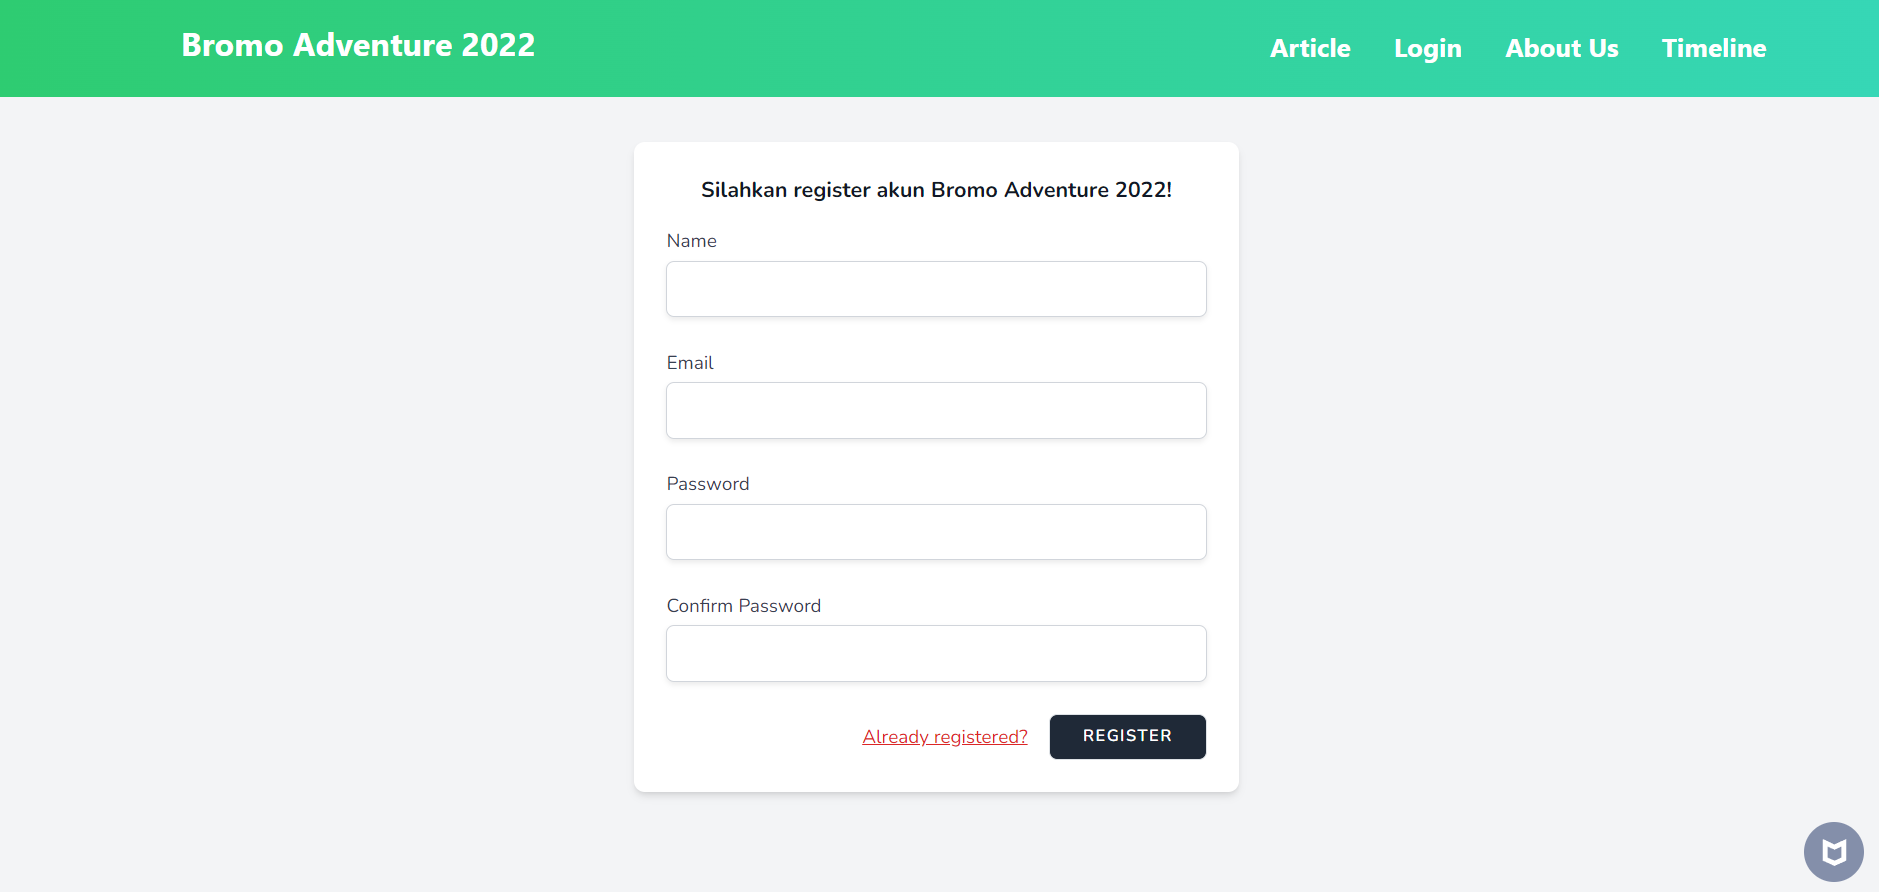 Bromo Adventure 2022
Article Login About Us Timeline
Silahkan register akun Bromo Adventure 2022!
Name
Email
Password
Confirm Password
Already registered? REGISTER